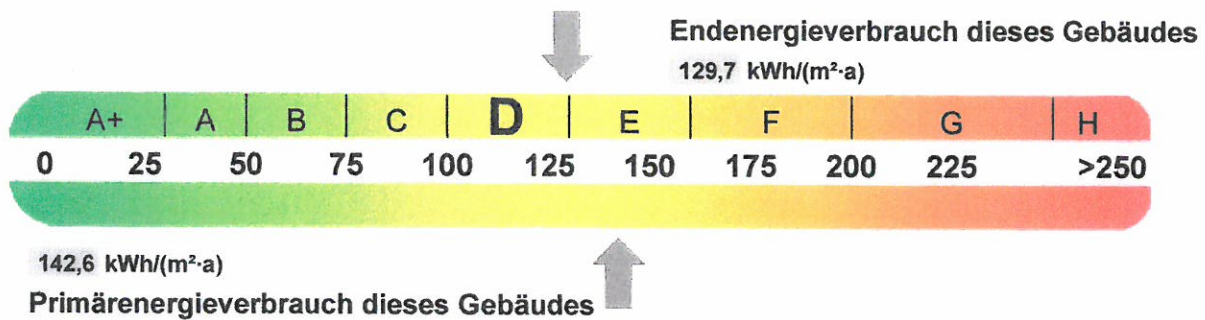 Endenergieverbrauch dieses Gebäudes
129,7 kWh/(m²·a)
A+ A B C D E F G H
0 25 50 75 100 125 150 175 200 225 >250
142,6 kWh/(m²·a)
Primärenergieverbrauch dieses Gebäudes